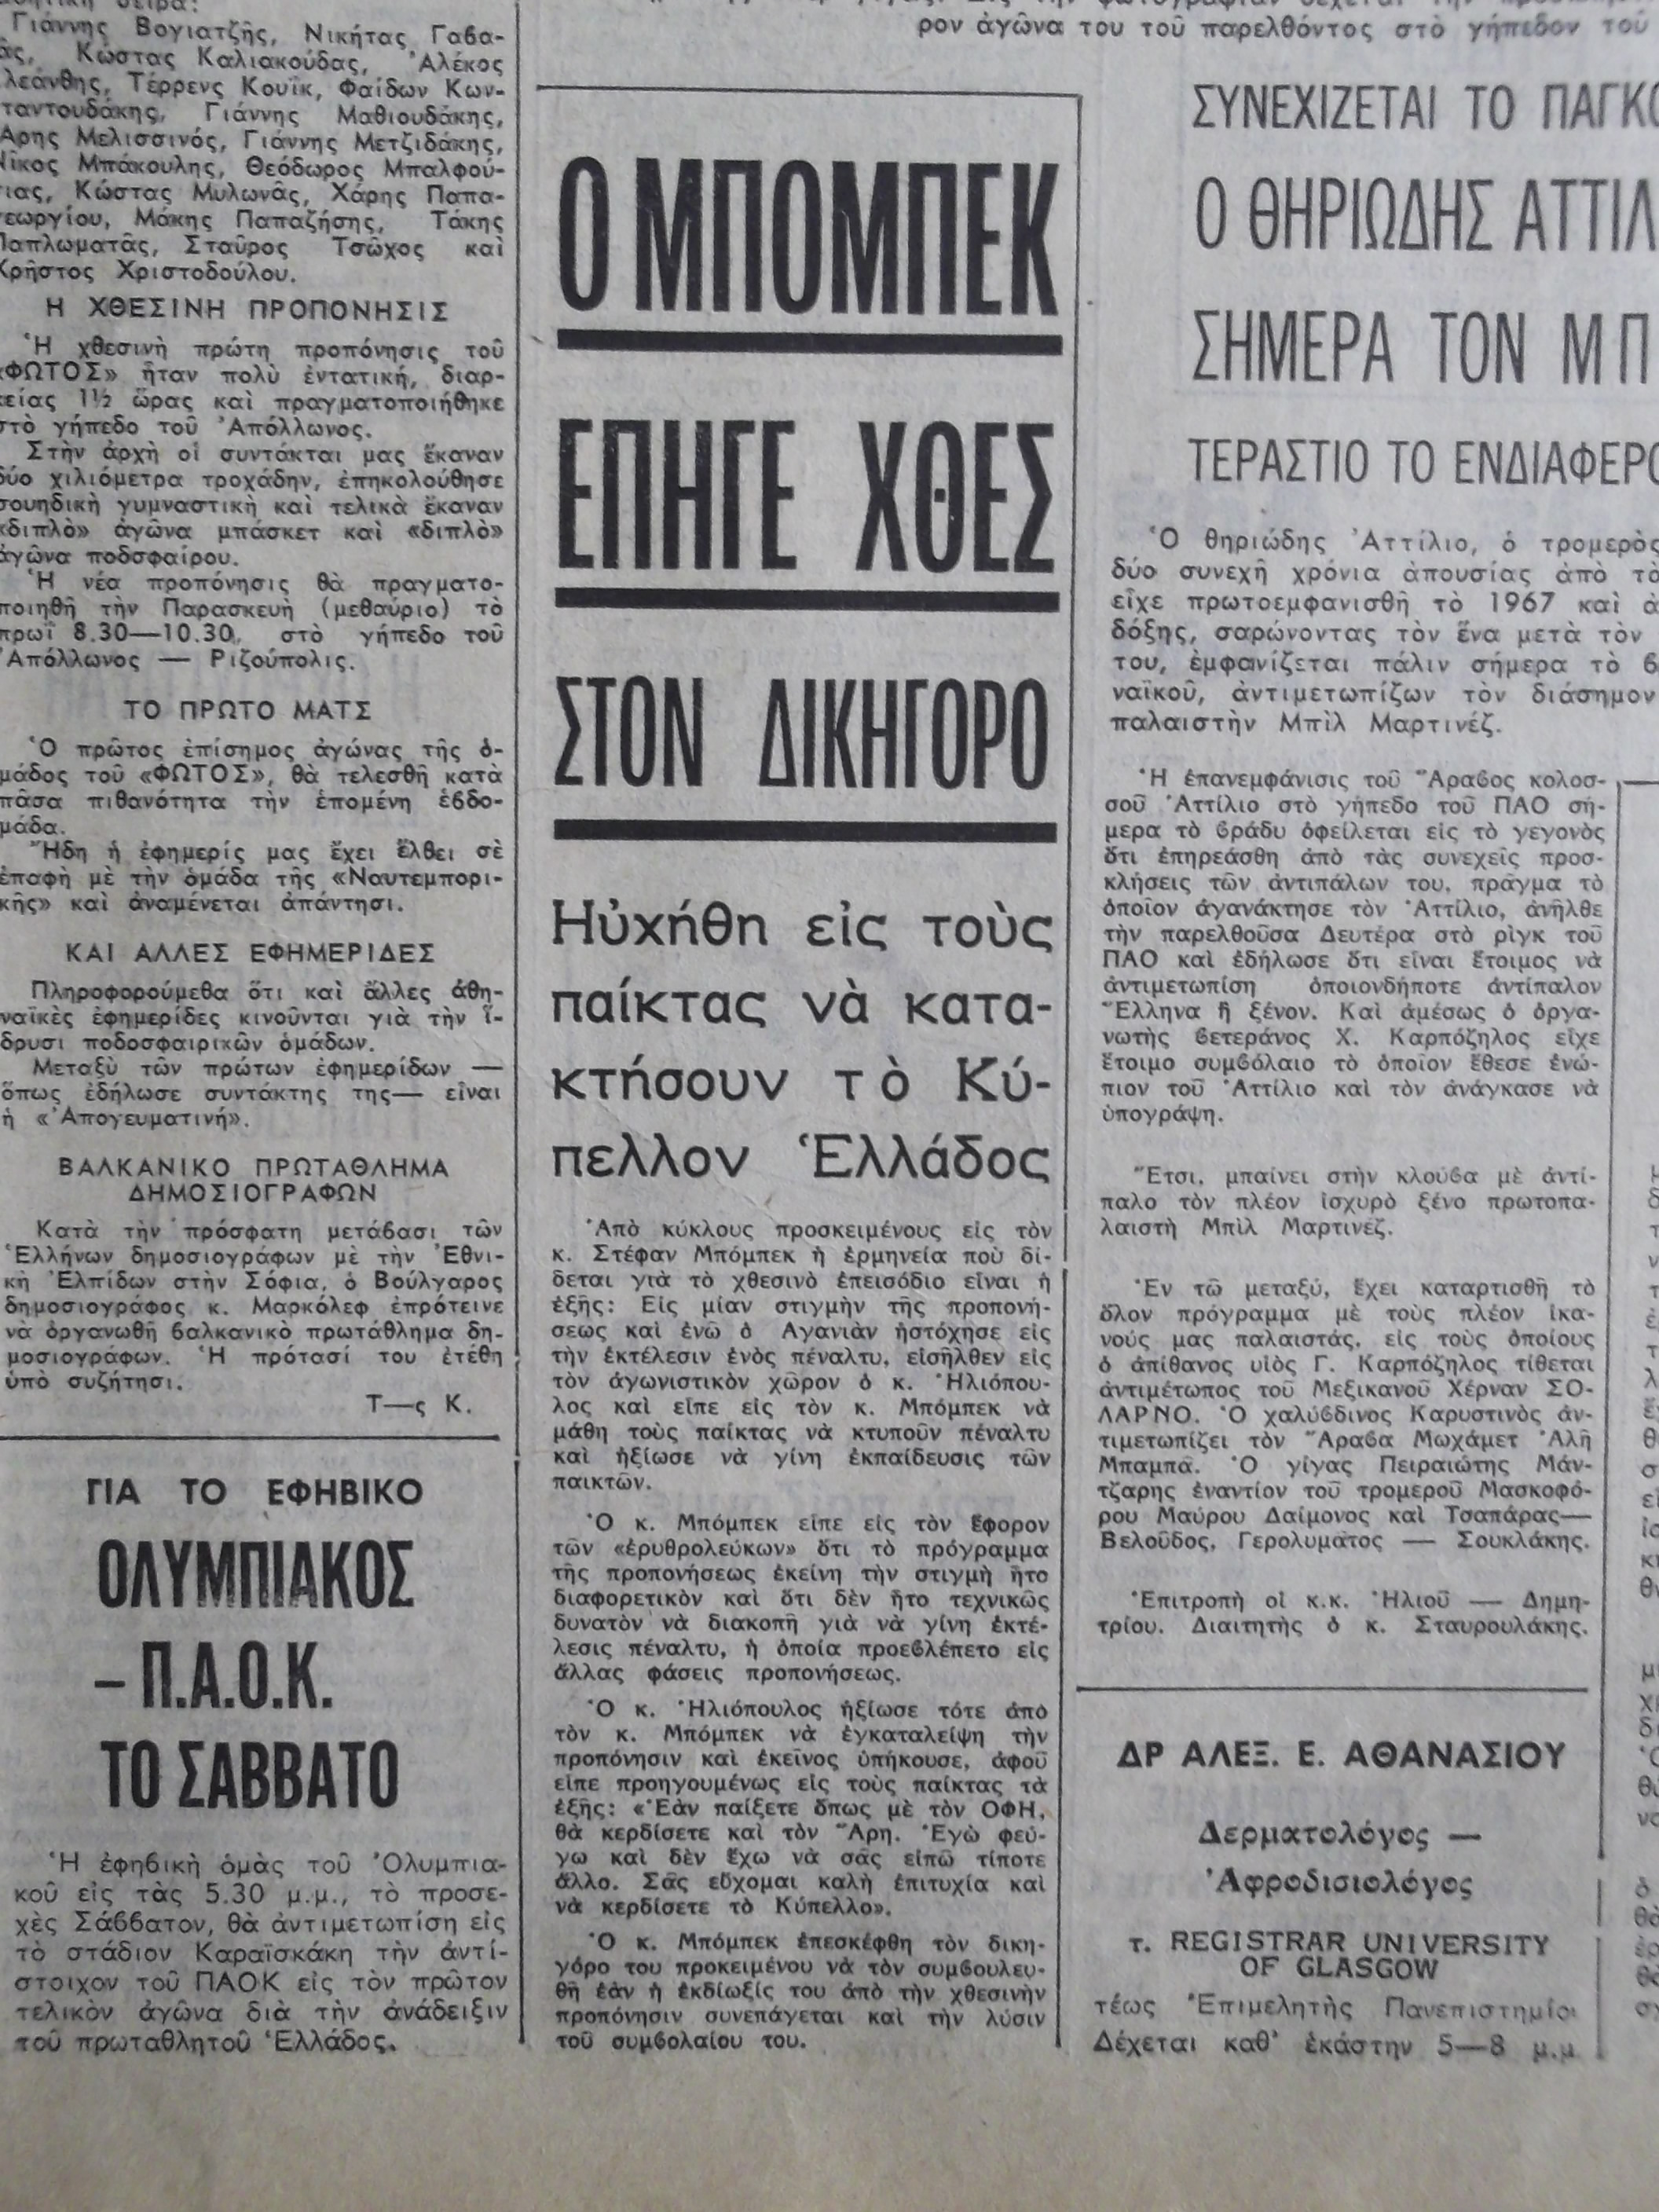 ρον ἀγῶνα του τοῦ παρελθόντος στὸ γήπεδον τοῦ
Γιάννης Βογιατζῆς, Νικήτας Γαβα-
ᾶς, Κώστας Καλιακούδας, Ἀλέκος
λεάνθης, Τέρρενς Κουΐκ, Φαίδων Κων-
ταντουδάκης, Γιάννης Μαθιουδάκης,
Ἄρης Μελισσινός, Γιάννης Μετζιδάκης,
Νῖκος Μπάκουλης, Θεόδωρος Μπαλφού-
τας, Κώστας Μυλωνᾶς, Χάρης Παπα-
γεωργίου, Μάκης Παπαζήσης, Τάκης
Παπλωματᾶς, Σταῦρος Τσῶχος καὶ
Χρῆστος Χριστοδούλου.
Η ΧΘΕΣΙΝΗ ΠΡΟΠΟΝΗΣΙΣ
Ἡ χθεσινὴ πρώτη προπόνησις τοῦ
«ΦΩΤΟΣ» ἦταν πολὺ ἐντατική, διαρ-
κείας 1½ ὥρας καὶ πραγματοποιήθηκε
στὸ γήπεδο τοῦ Ἀπόλλωνος.
Στὴν ἀρχὴ οἱ συντάκται μας ἔκαναν
δύο χιλιόμετρα τροχάδην, ἐπηκολούθησε
σουηδικὴ γυμναστικὴ καὶ τελικὰ ἔκαναν
«διπλὸ» ἀγῶνα μπάσκετ καὶ «διπλὸ»
ἀγῶνα ποδσφαίρου.
Ἡ νέα προπόνησις θὰ πραγματο-
ποιηθῆ τὴν Παρασκευὴ (μεθαύριο) τὸ
πρωΐ 8.30—10.30, στὸ γήπεδο τοῦ
Ἀπόλλωνος — Ριζούπολις.
ΤΟ ΠΡΩΤΟ ΜΑΤΣ
Ὁ πρῶτος ἐπίσημος ἀγώνας τῆς ὁ-
μάδος τοῦ «ΦΩΤΟΣ», θὰ τελεσθῆ κατὰ
πᾶσα πιθανότητα τὴν ἑπομένη ἑβδο-
μάδα.
Ἤδη ἡ ἐφημερίς μας ἔχει ἔλθει σὲ
ἐπαφὴ μὲ τὴν ὁμάδα τῆς «Ναυτεμπορι-
κῆς» καὶ ἀναμένεται ἀπάντησι.
ΚΑΙ ΑΛΛΕΣ ΕΦΗΜΕΡΙΔΕΣ
Πληροφορούμεθα ὅτι καὶ ἄλλες ἀθη-
ναϊκὲς ἐφημερίδες κινοῦνται γιὰ τὴν ἵ-
δρυσι ποδοσφαιρικῶν ὁμάδων.
Μεταξὺ τῶν πρώτων ἐφημερίδων —
ὅπως ἐδήλωσε συντάκτης της— εἶναι
ἡ «Ἀπογευματινή».
ΒΑΛΚΑΝΙΚΟ ΠΡΩΤΑΘΛΗΜΑ
ΔΗΜΟΣΙΟΓΡΑΦΩΝ
Κατὰ τὴν πρόσφατη μετάβασι τῶν
Ἑλλήνων δημοσιογράφων μὲ τὴν Ἐθνι-
κὴ Ἐλπίδων στὴν Σόφια, ὁ Βούλγαρος
δημοσιογράφος κ. Μαρκόλεφ ἐπρότεινε
νὰ ὀργανωθῆ βαλκανικὸ πρωτάθλημα δη-
μοσιογράφων. Ἡ πρότασί του ἐτέθη
ὑπὸ συζήτησι.
Τ—ς Κ.
ΓΙΑ ΤΟ ΕΦΗΒΙΚΟ
ΟΛΥΜΠΙΑΚΟΣ
– Π.Α.Ο.Κ.
ΤΟ ΣΑΒΒΑΤΟ
Ἡ ἐφηβικὴ ὁμὰς τοῦ Ὀλυμπια-
κοῦ εἰς τὰς 5.30 μ.μ., τὸ προσε-
χὲς Σάββατον, θὰ ἀντιμετωπίση εἰς
τὸ στάδιον Καραϊσκάκη τὴν ἀντί-
στοιχον τοῦ ΠΑΟΚ εἰς τὸν πρῶτον
τελικὸν ἀγῶνα διὰ τὴν ἀνάδειξιν
τοῦ πρωταθλητοῦ Ἑλλάδος.
Ο ΜΠΟΜΠΕΚ
ΕΠΗΓΕ ΧΘΕΣ
ΣΤΟΝ ΔΙΚΗΓΟΡΟ
Ηὐχήθη εἰς τοὺς
παίκτας νὰ κατα-
κτήσουν τὸ Κύ-
πελλον Ἑλλάδος
Ἀπὸ κύκλους προσκειμένους εἰς τὸν
κ. Στέφαν Μπόμπεκ ἡ ἑρμηνεία ποὺ δί-
δεται γιὰ τὸ χθεσινὸ ἐπεισόδιο εἶναι ἡ
ἑξῆς: Εἰς μίαν στιγμὴν τῆς προπονή-
σεως καὶ ἐνῶ ὁ Αγανιὰν ἠστόχησε εἰς
τὴν ἐκτέλεσιν ἑνὸς πέναλτυ, εἰσῆλθεν εἰς
τὸν ἀγωνιστικὸν χῶρον ὁ κ. Ἠλιόπου-
λος καὶ εἶπε εἰς τὸν κ. Μπόμπεκ νὰ
μάθη τοὺς παίκτας νὰ κτυποῦν πέναλτυ
καὶ ἠξίωσε νὰ γίνη ἐκπαίδευσις τῶν
παικτῶν.
Ὁ κ. Μπόμπεκ εἶπε εἰς τὸν ἔφορον
τῶν «ἐρυθρολεύκων» ὅτι τὸ πρόγραμμα
τῆς προπονήσεως ἐκείνη τὴν στιγμὴ ἦτο
διαφορετικὸν καὶ ὅτι δὲν ἦτο τεχνικῶς
δυνατὸν νὰ διακοπῆ γιὰ νὰ γίνη ἐκτέ-
λεσις πέναλτυ, ἡ ὁποία προεβλέπετο εἰς
ἄλλας φάσεις προπονήσεως.
Ὁ κ. Ἠλιόπουλος ἠξίωσε τότε ἀπὸ
τὸν κ. Μπόμπεκ νὰ ἐγκαταλείψη τὴν
προπόνησιν καὶ ἐκεῖνος ὑπήκουσε, ἀφοῦ
εἶπε προηγουμένως εἰς τοὺς παίκτας τὰ
ἑξῆς: «Ἐὰν παίξετε ὅπως μὲ τὸν ΟΦΗ,
θὰ κερδίσετε καὶ τὸν Ἄρη. Ἐγὼ φεύ-
γω καὶ δὲν ἔχω νὰ σᾶς εἰπῶ τίποτε
ἄλλο. Σᾶς εὔχομαι καλὴ ἐπιτυχία καὶ
νὰ κερδίσετε τὸ Κύπελλο».
Ὁ κ. Μπόμπεκ ἐπεσκέφθη τὸν δικη-
γόρο του προκειμένου νὰ τὸν συμβουλευ-
θῆ ἐὰν ἡ ἐκδίωξίς του ἀπὸ τὴν χθεσινὴν
προπόνησιν συνεπάγεται καὶ τὴν λύσιν
τοῦ συμβολαίου του.
ΣΥΝΕΧΙΖΕΤΑΙ ΤΟ ΠΑΓΚΟ
Ο ΘΗΡΙΩΔΗΣ ΑΤΤΙΛ
ΣΗΜΕΡΑ ΤΟΝ ΜΠ
ΤΕΡΑΣΤΙΟ ΤΟ ΕΝΔΙΑΦΕΡΟ
Ὁ θηριώδης Ἀττίλιο, ὁ τρομερὸς
δύο συνεχῆ χρόνια ἀπουσίας ἀπὸ τὸ
εἶχε πρωτοεμφανισθῆ τὸ 1967 καὶ ἀ
δόξης, σαρώνοντας τὸν ἕνα μετὰ τὸν
του, ἐμφανίζεται πάλιν σήμερα τὸ β
ναϊκοῦ, ἀντιμετωπίζων τὸν διάσημον
παλαιστὴν Μπὶλ Μαρτινέζ.
Ἡ ἐπανεμφάνισις τοῦ Ἄραβος κολοσ-
σοῦ Ἀττίλιο στὸ γήπεδο τοῦ ΠΑΟ σή-
μερα τὸ βράδυ ὀφείλεται εἰς τὸ γεγονὸς
ὅτι ἐπηρεάσθη ἀπὸ τὰς συνεχεῖς προσ-
κλήσεις τῶν ἀντιπάλων του, πρᾶγμα τὸ
ὁποῖον ἀγανάκτησε τὸν Ἀττίλιο, ἀνῆλθε
τὴν παρελθοῦσα Δευτέρα στὸ ρὶγκ τοῦ
ΠΑΟ καὶ ἐδήλωσε ὅτι εἶναι ἕτοιμος νὰ
ἀντιμετωπίση ὁποιονδήποτε ἀντίπαλον
Ἕλληνα ἢ ξένον. Καὶ ἀμέσως ὁ ὀργα-
νωτὴς βετεράνος Χ. Καρπόζηλος εἶχε
ἕτοιμο συμβόλαιο τὸ ὁποῖον ἔθεσε ἐνώ-
πιον τοῦ Ἀττίλιο καὶ τὸν ἀνάγκασε νὰ
ὑπογράψη.
Ἔτσι, μπαίνει στὴν κλούβα μὲ ἀντί-
παλο τὸν πλέον ἰσχυρὸ ξένο πρωτοπα-
λαιστὴ Μπὶλ Μαρτινέζ.
Ἐν τῶ μεταξύ, ἔχει καταρτισθῆ τὸ
ὅλον πρόγραμμα μὲ τοὺς πλέον ἱκα-
νούς μας παλαιστάς, εἰς τοὺς ὁποίους
ὁ ἀπίθανος υἱὸς Γ. Καρπόζηλος τίθεται
ἀντιμέτωπος τοῦ Μεξικανοῦ Χέρναν ΣΟ-
ΛΑΡΝΟ. Ὁ χαλύβδινος Καρυστινὸς ἀν-
τιμετωπίζει τὸν Ἄραβα Μωχάμετ Ἀλῆ
Μπαμπᾶ. Ὁ γίγας Πειραιώτης Μάν-
τζαρης ἐναντίον τοῦ τρομεροῦ Μασκοφό-
ρου Μαύρου Δαίμονος καὶ Τσαπάρας—
Βελοῦδος, Γερολυμᾶτος — Σουκλάκης.
Ἐπιτροπὴ οἱ κ.κ. Ἠλιοῦ — Δημη-
τρίου. Διαιτητὴς ὁ κ. Σταυρουλάκης.
ΔΡ ΑΛΕΞ. Ε. ΑΘΑΝΑΣΙΟΥ
Δερματολόγος —
Ἀφροδισιολόγος
τ. REGISTRAR UNIVERSITY
OF GLASGOW
τέως Ἐπιμελητὴς Πανεπιστημίο
Δέχεται καθ' ἑκάστην 5—8 μ.μ